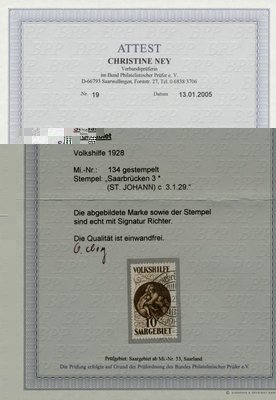 ATTEST
CHRISTINE NEY
Verbandsprüferin
im Bund Philatelistischer Prüfer e. V.
D-66793 Saarwellingen, Forstr. 27, Tel. 0 6838 3706
Nr. 19 Datum 13.01.2005
Volkshilfe 1928
Mi.-Nr.: 134 gestempelt
Stempel: „Saarbrücken 3 *
(ST. JOHANN) c 3.1.29.“
Die abgebildete Marke sowie der Stempel
sind echt mit Signatur Richter.
Die Qualität ist einwandfrei.
VOLKSHILFE
10
SAARGEBIET
Prüfgebiet: Saargebiet ab Mi.-Nr. 53, Saarland
Die Prüfung erfolgte auf Grund der Prüfordnung des Bundes Philatelistischer Prüfer e.V.